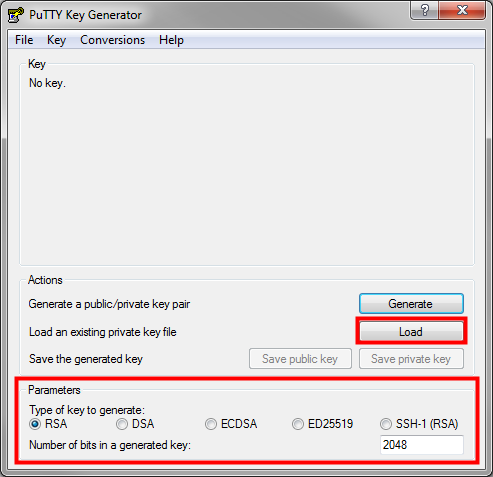 PuTTY Key Generator
File Key Conversions Help
Key
No key.
Actions
Generate a public/private key pair Generate
Load an existing private key file Load
Save the generated key Save public key Save private key
Parameters
Type of key to generate:
RSA DSA ECDSA ED25519 SSH-1 (RSA)
Number of bits in a generated key: 2048